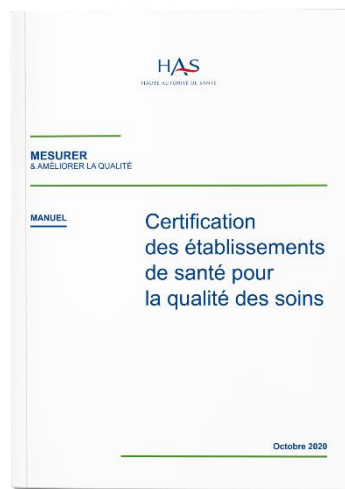 HAS
HAUTE AUTORITÉ DE SANTÉ
MESURER
& AMÉLIORER LA QUALITÉ
MANUEL
Certification
des établissements
de santé pour
la qualité des soins
Octobre 2020